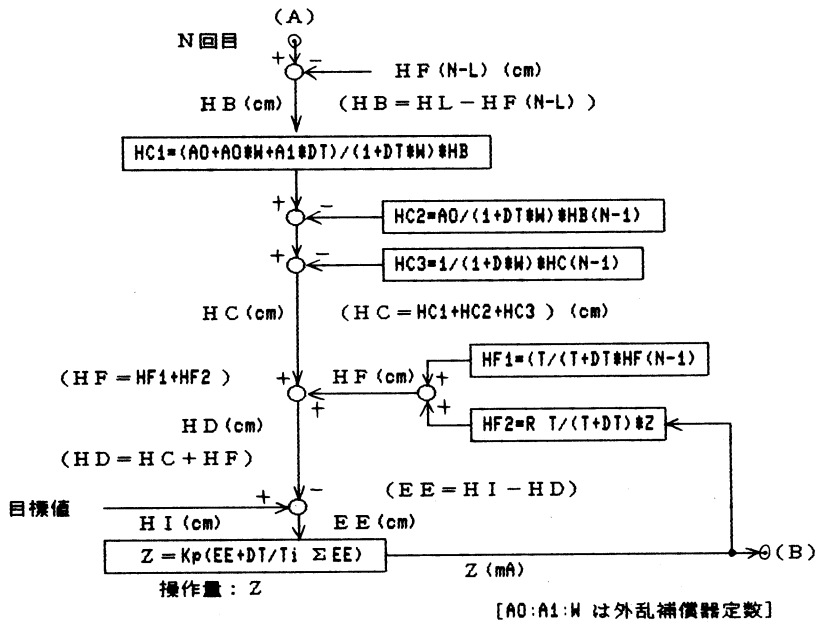 (A)
N回目
+
−
HF(N-L) (cm)
HB(cm)
(HB=HL−HF(N-L) )
HC1=(A0+A0*W+A1*DT)/(1+DT*W)*HB
+
−
HC2=A0/(1+DT*W)*HB(N-1)
+
−
HC3=1/(1+D*W)*HC(N-1)
HC(cm)
(HC=HC1+HC2+HC3 ) (cm)
HF1=(T/(T+DT*HF(N-1)
(HF=HF1+HF2 )
+
HF(cm)
+
+
+
HF2=R T/(T+DT)*Z
HD(cm)
(HD=HC+HF)
−
(EE=HI−HD)
目標値
+
HI(cm)
EE(cm)
Z=Kp(EE+DT/Ti ΣEE)
(B)
Z(mA)
操作量: Z
[A0:A1:W は外乱補償器定数]